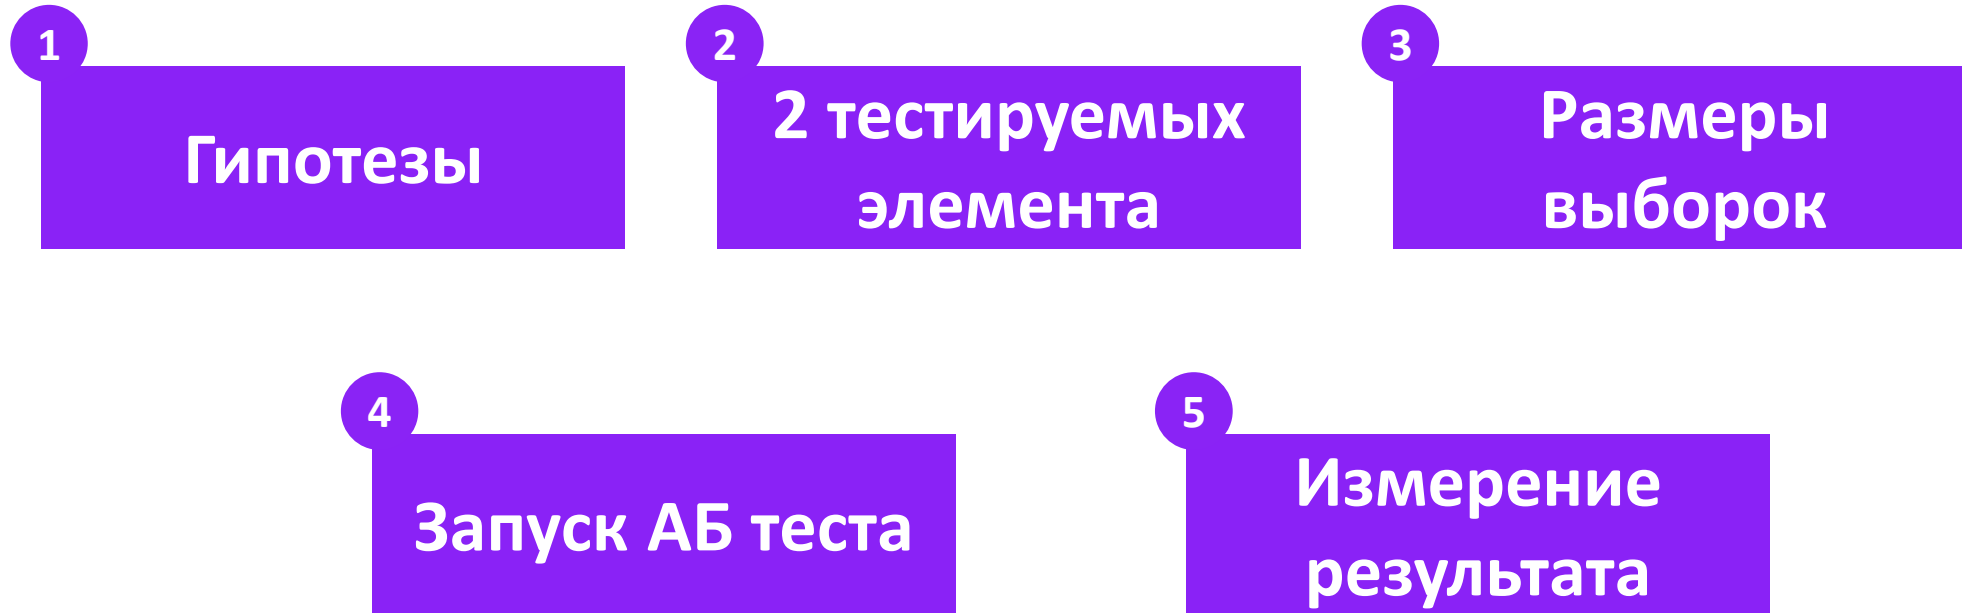 1
Гипотезы
2
2 тестируемых
элемента
3
Размеры
выборок
4
Запуск АБ теста
5
Измерение
результата